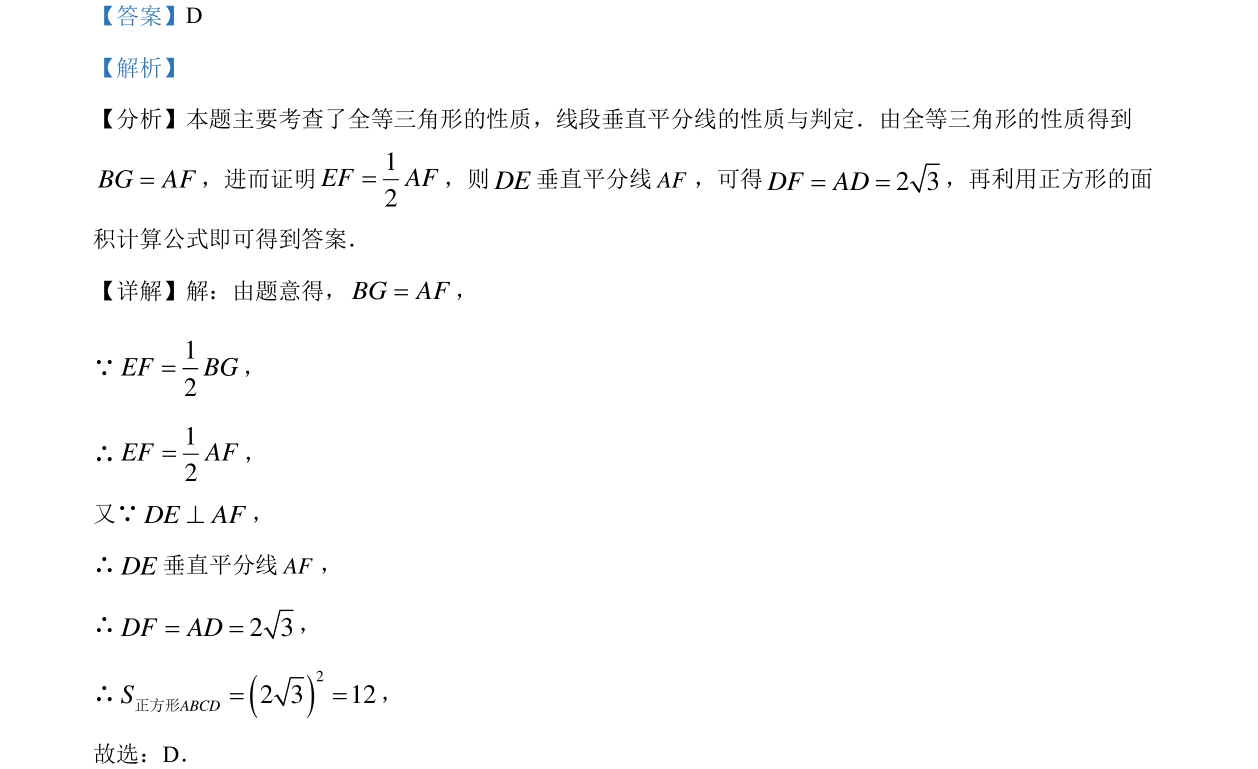 【答案】D
【解析】
【分析】本题主要考查了全等三角形的性质，线段垂直平分线的性质与判定．由全等三角形的性质得到
BG = AF，进而证明 EF = 1/2 AF，则 DE 垂直平分线 AF，可得 DF = AD = 2√3，再利用正方形的面
积计算公式即可得到答案．
【详解】解：由题意得， BG = AF，
∵ EF = 1/2 BG，
∴ EF = 1/2 AF，
又∵ DE ⊥ AF，
∴ DE 垂直平分线 AF，
∴ DF = AD = 2√3，
∴ S正方形ABCD = (2√3)² = 12，
故选：D．